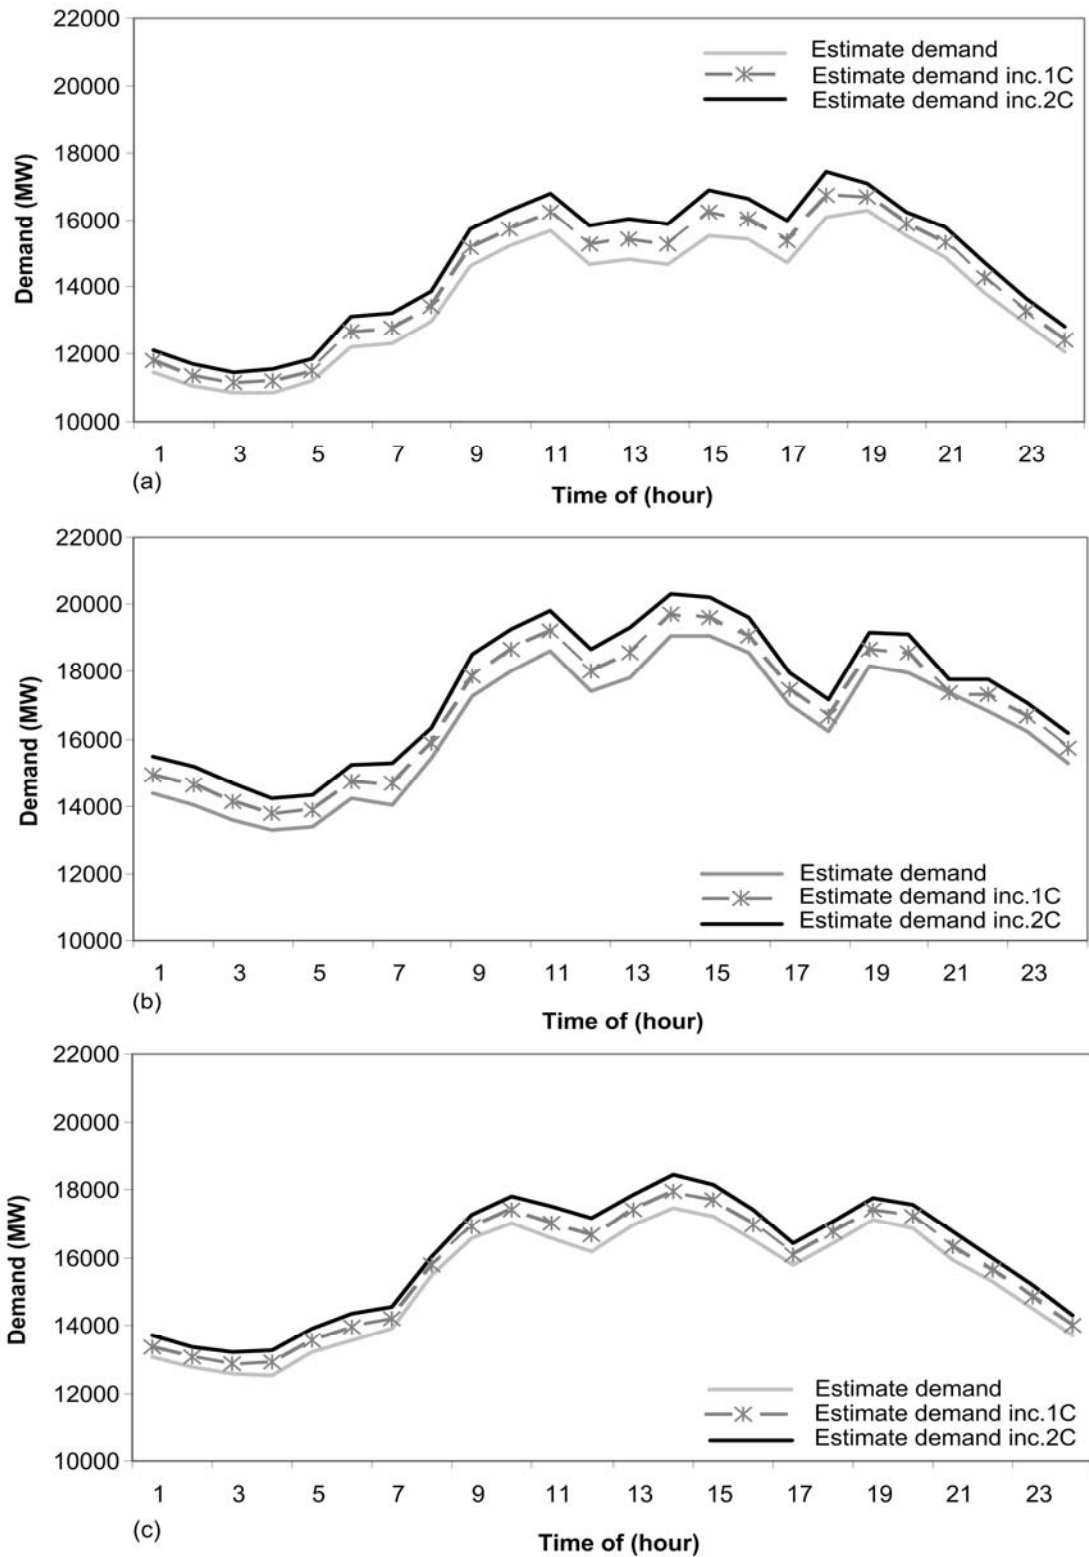 22000
20000
18000
16000
14000
12000
10000
Demand (MW)
Estimate demand
Estimate demand inc.1C
Estimate demand inc.2C
1 3 5 7 9 11 13 15 17 19 21 23
(a)
Time of (hour)
22000
20000
18000
16000
14000
12000
10000
Demand (MW)
Estimate demand
Estimate demand inc.1C
Estimate demand inc.2C
1 3 5 7 9 11 13 15 17 19 21 23
(b)
Time of (hour)
22000
20000
18000
16000
14000
12000
10000
Demand (MW)
Estimate demand
Estimate demand inc.1C
Estimate demand inc.2C
1 3 5 7 9 11 13 15 17 19 21 23
(c)
Time of (hour)